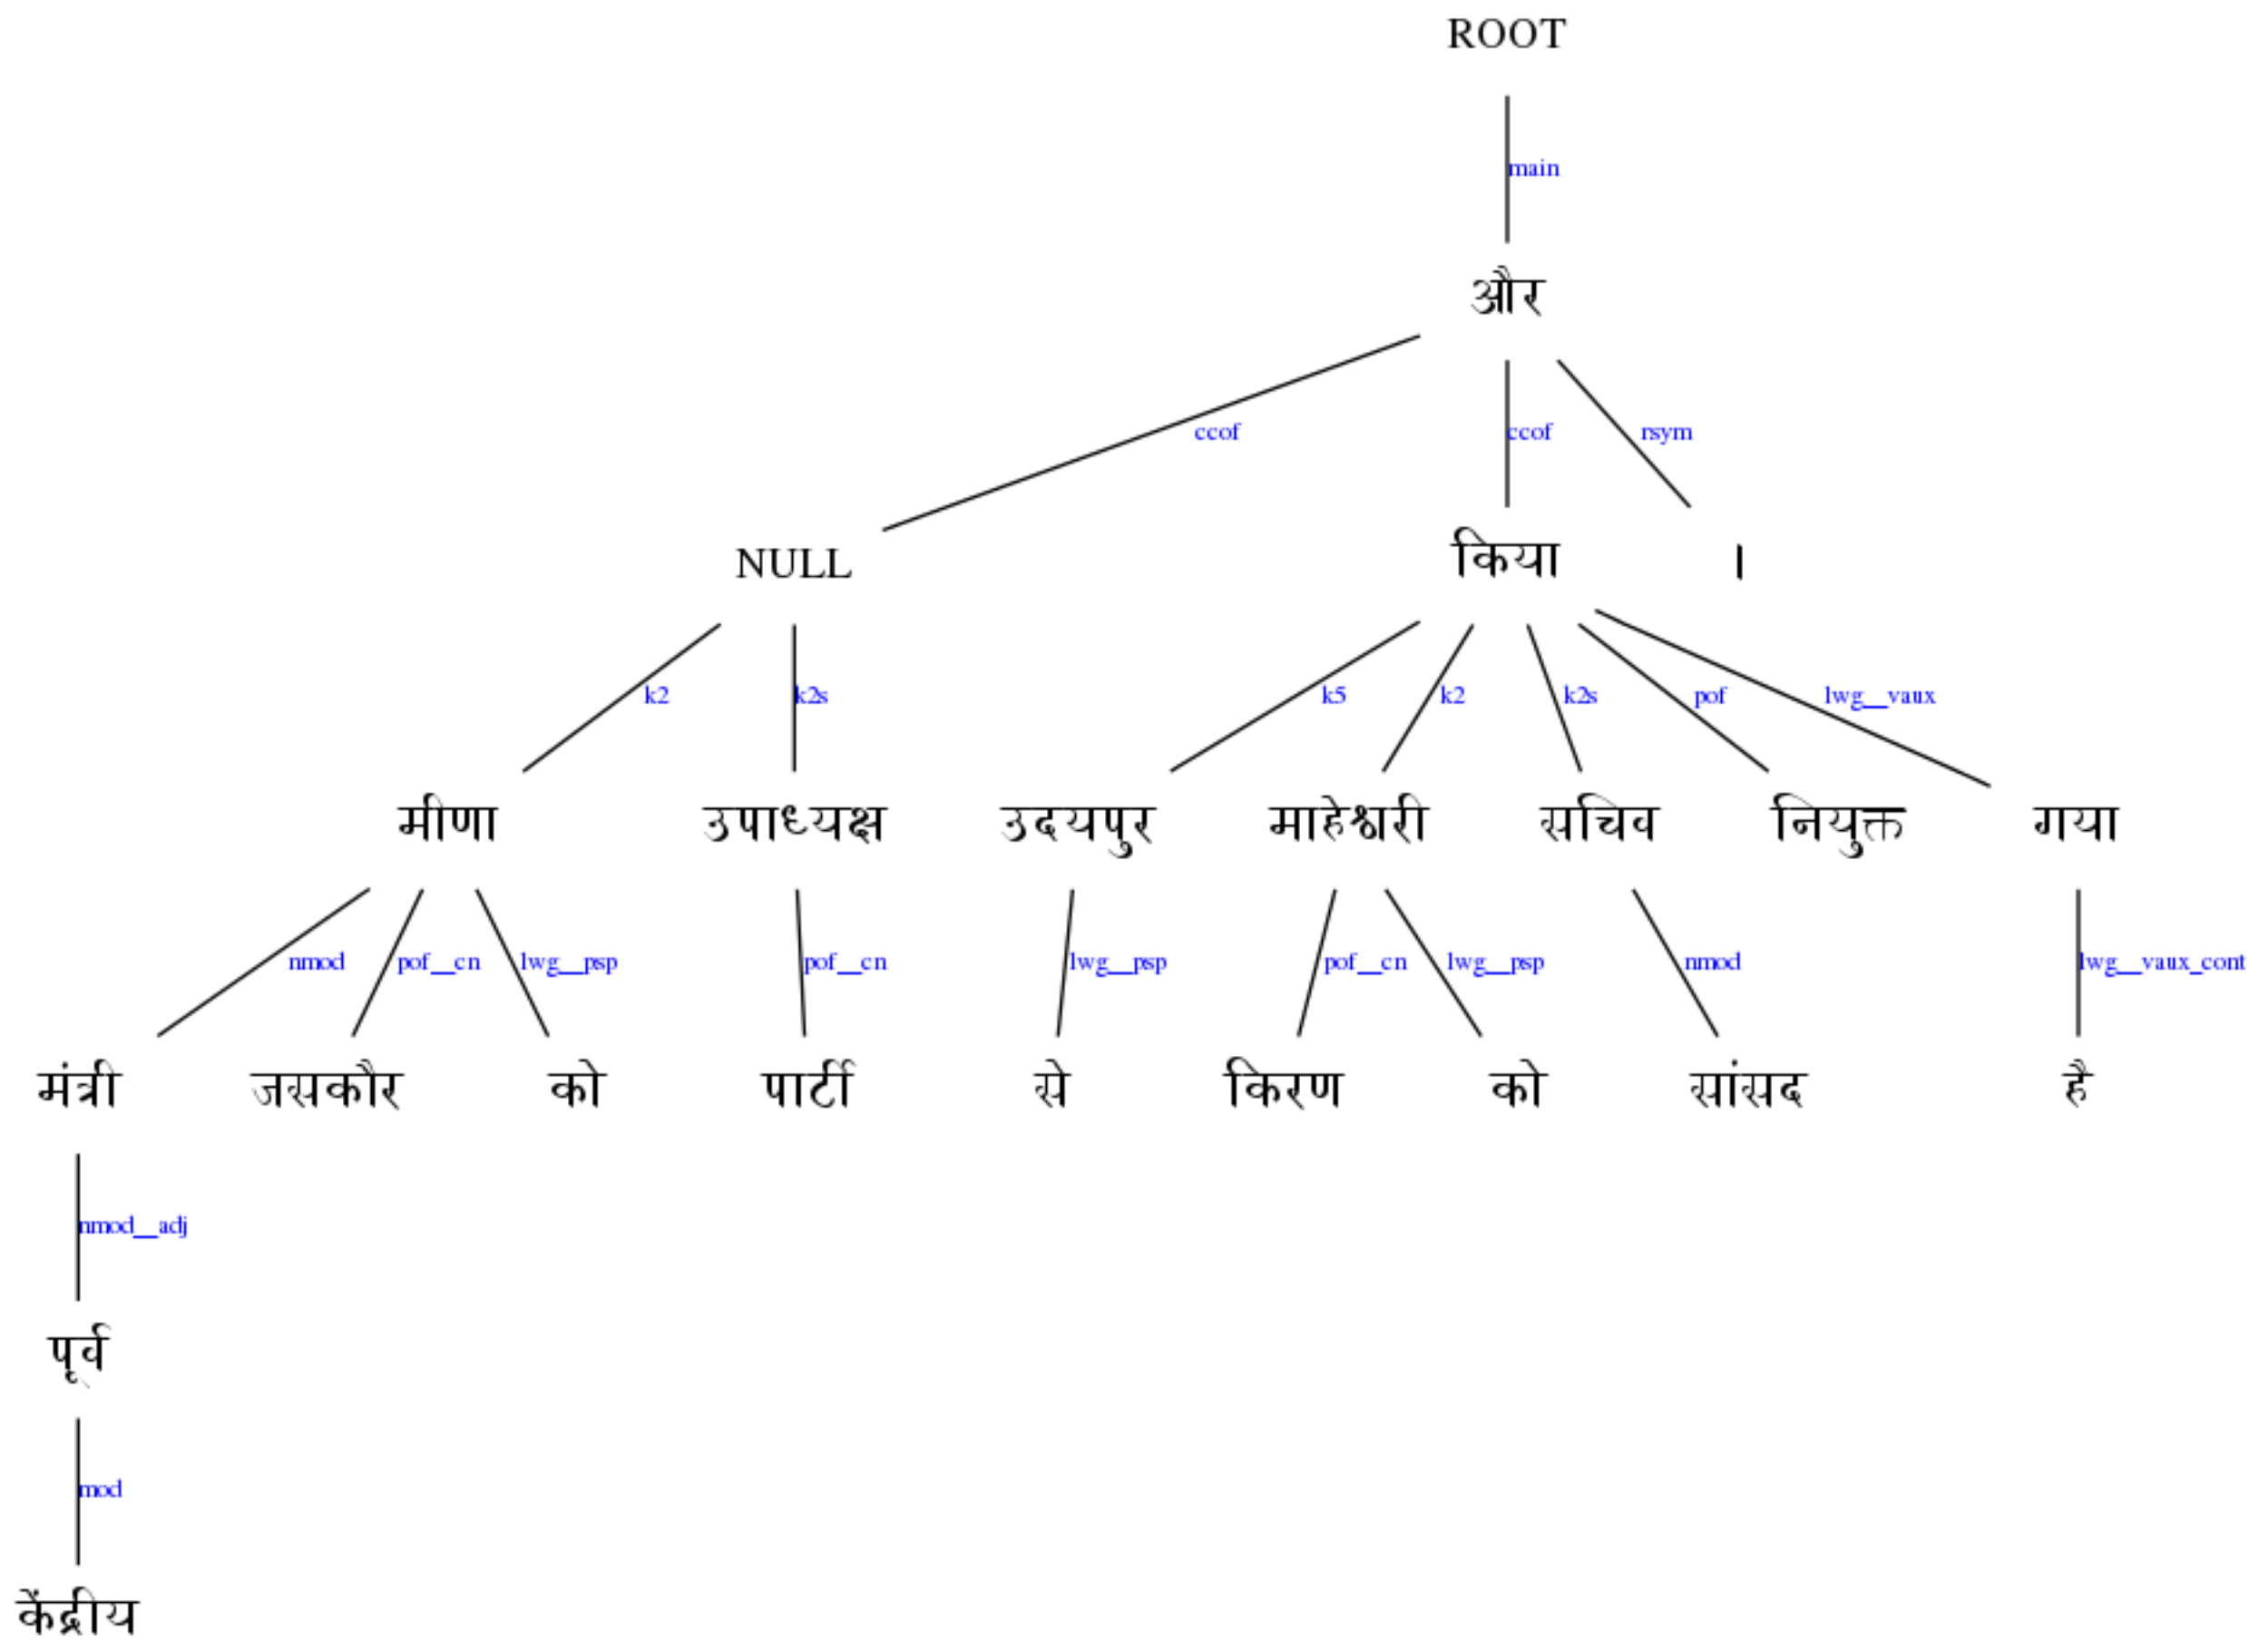 ROOT
main
और
ccof ccof rsym
NULL किया ।
k2 k2s k5 k2 k2s pof lwg__vaux
मीणा उपाध्यक्ष उदयपुर माहेश्वरी सचिव नियुक्त गया
nmod pof__cn lwg__psp pof__cn lwg__psp pof__cn lwg__psp nmod lwg__vaux_cont
मंत्री जसकौर को पार्टी से किरण को सांसद है
nmod__adj
पूर्व
mod
केंद्रीय